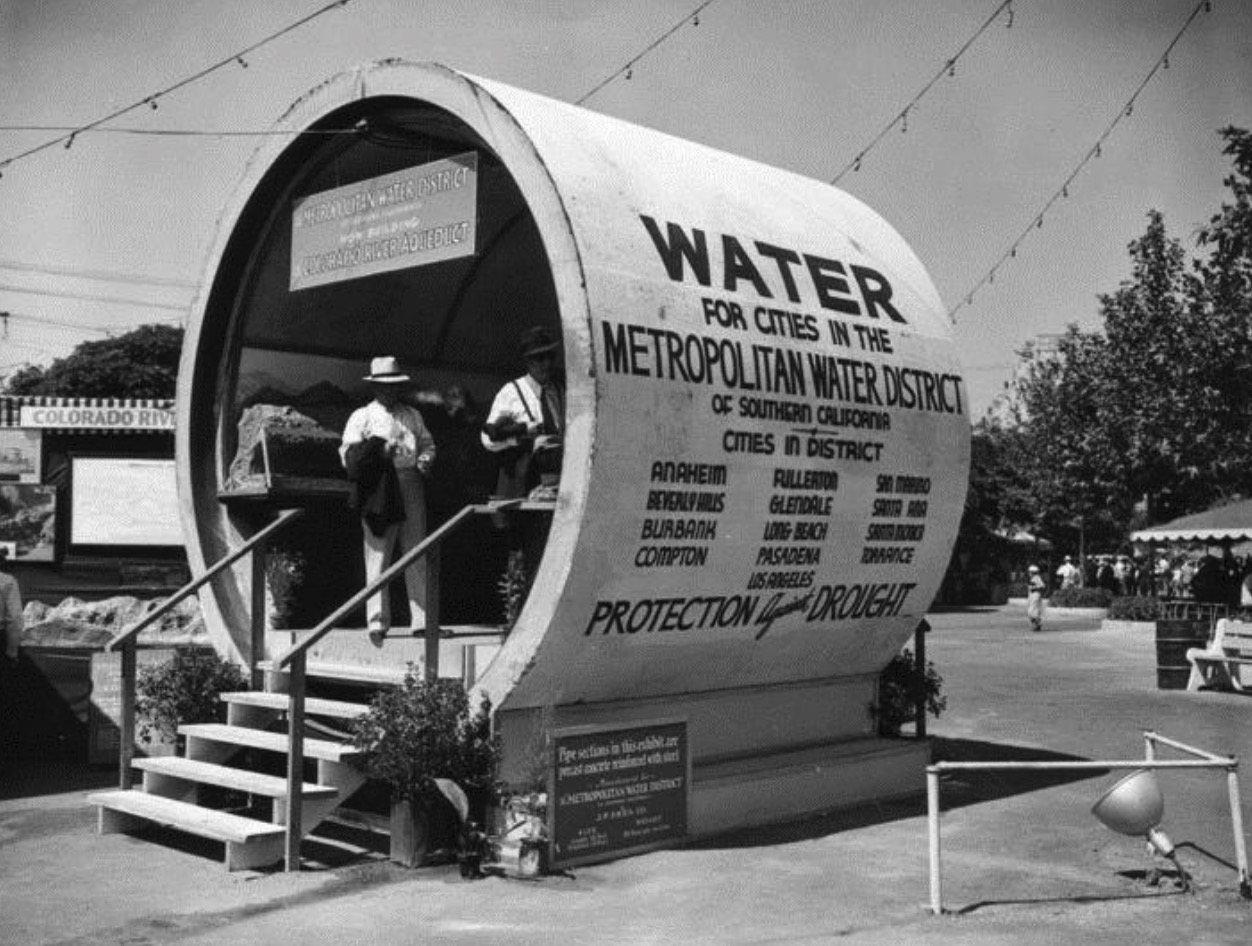 METROPOLITAN WATER DISTRICT
NOW BUILDING
COLORADO RIVER AQUEDUCT
COLORADO RIV
WATER
FOR CITIES IN THE
METROPOLITAN WATER DISTRICT
OF SOUTHERN CALIFORNIA
CITIES IN DISTRICT
ANAHEIM FULLERTON SAN MARINO
BEVERLY HILLS GLENDALE SANTA ANA
BURBANK LONG BEACH SANTA MONICA
COMPTON PASADENA TORRANCE
LOS ANGELES
PROTECTION Against DROUGHT
Pipe sections in this exhibit are
precast concrete reinforced with steel
METROPOLITAN WATER DISTRICT